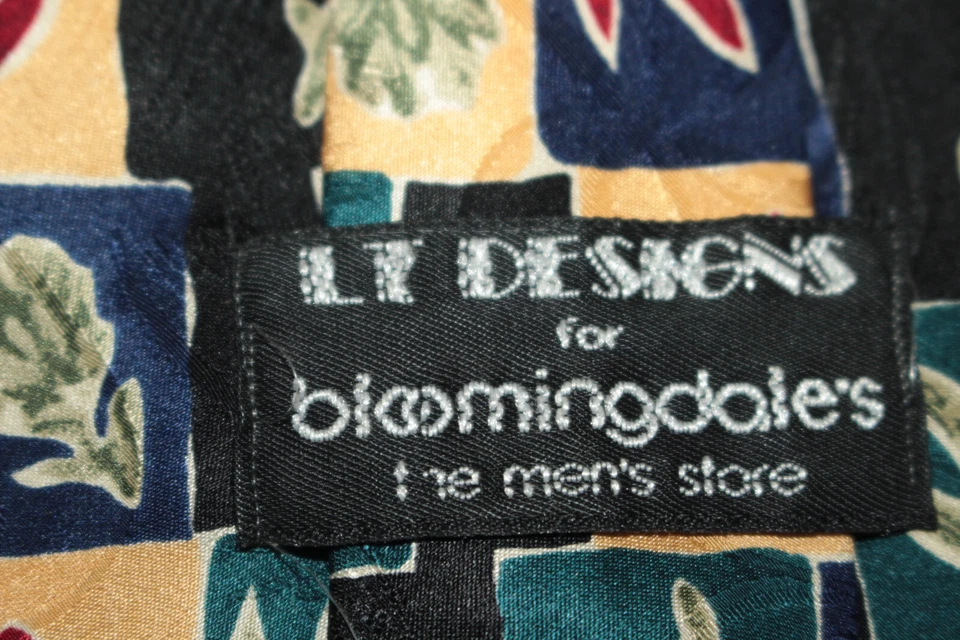 LT DESIGNS
for
bloomingdale's
the men's store